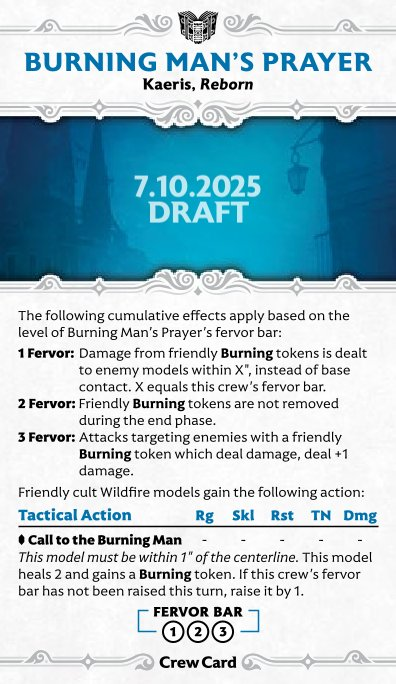 BURNING MAN'S PRAYER
Kaeris, Reborn
7.10.2025
DRAFT
The following cumulative effects apply based on the
level of Burning Man's Prayer's fervor bar:
1 Fervor: Damage from friendly Burning tokens is dealt
to enemy models within X", instead of base
contact. X equals this crew's fervor bar.
2 Fervor: Friendly Burning tokens are not removed
during the end phase.
3 Fervor: Attacks targeting enemies with a friendly
Burning token which deal damage, deal +1
damage.
Friendly cult Wildfire models gain the following action:
Tactical Action Rg Skl Rst TN Dmg
Call to the Burning Man - - - - -
This model must be within 1" of the centerline. This model
heals 2 and gains a Burning token. If this crew's fervor
bar has not been raised this turn, raise it by 1.
FERVOR BAR
1 2 3
Crew Card